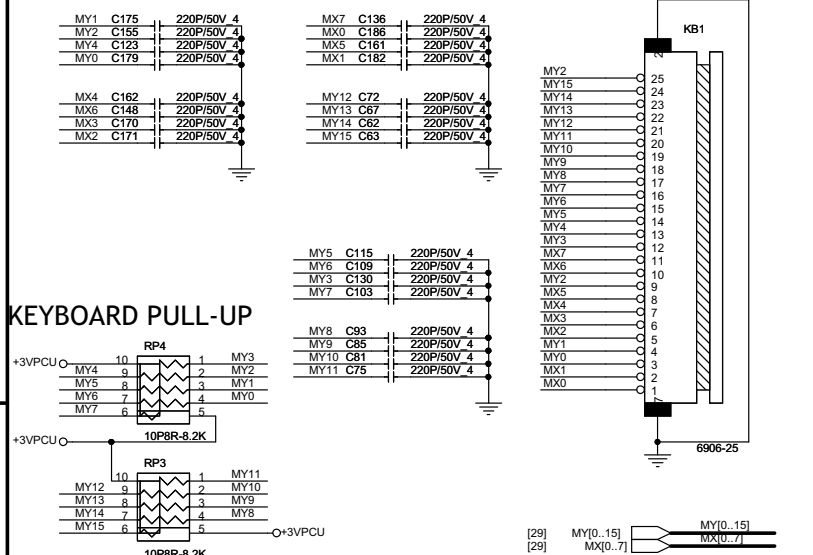 MY1 C175 220P/50V_4
MY2 C155 220P/50V_4
MY4 C123 220P/50V_4
MY0 C179 220P/50V_4
MX4 C162 220P/50V_4
MX6 C148 220P/50V_4
MX3 C170 220P/50V_4
MX2 C171 220P/50V_4
MX7 C136 220P/50V_4
MX0 C186 220P/50V_4
MX5 C161 220P/50V_4
MX1 C182 220P/50V_4
MY12 C72 220P/50V_4
MY13 C67 220P/50V_4
MY14 C62 220P/50V_4
MY15 C63 220P/50V_4
MY5 C115 220P/50V_4
MY6 C109 220P/50V_4
MY3 C130 220P/50V_4
MY7 C103 220P/50V_4
MY8 C93 220P/50V_4
MY9 C85 220P/50V_4
MY10 C81 220P/50V_4
MY11 C75 220P/50V_4
KB1
MY2 25
MY15 24
MY14 23
MY13 22
MY12 21
MY11 20
MY10 19
MY9 18
MY8 17
MY7 16
MY6 15
MY5 14
MY4 13
MY3 12
MX7 11
MX6 10
MY2 9
MX5 8
MX4 7
MX3 6
MX2 5
MY1 4
MY0 3
MX1 2
MX0 1
6906-25
KEYBOARD PULL-UP
RP4
+3VPCU 10 1 MY3
MY4 9 2 MY2
MY5 8 3 MY1
MY6 7 4 MY0
MY7 6 5
+3VPCU
10P8R-8.2K
RP3
10 1 MY11
MY12 9 2 MY10
MY13 8 3 MY9
MY14 7 4 MY8
MY15 6 5 +3VPCU
10P8R-8.2K
[29] MY[0..15] MY[0..15]
[29] MX[0..7] MX[0..7]